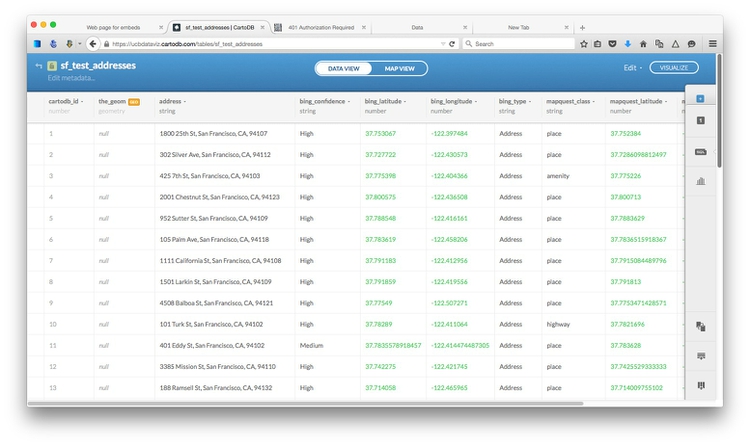 Web page for embeds
sf_test_addresses | CartoDB
401 Authorization Required
Data
New Tab
https://ucbdataviz.cartodb.com/tables/sf_test_addresses
Search
sf_test_addresses
Edit metadata...
DATA VIEW MAP VIEW
Edit
VISUALIZE
cartodb_id the_geom GEO address bing_confidence bing_latitude bing_longitude bing_type mapquest_class mapquest_latitude
number geometry string string number number string string number
1 null 1800 25th St, San Francisco, CA, 94107 High 37.753067 -122.397484 Address place 37.752384
2 null 302 Silver Ave, San Francisco, CA, 94112 High 37.727722 -122.430573 Address place 37.7286098812497
3 null 425 7th St, San Francisco, CA, 94103 High 37.775398 -122.404366 Address amenity 37.775226
4 null 2001 Chestnut St, San Francisco, CA, 94123 High 37.800575 -122.436508 Address place 37.800713
5 null 952 Sutter St, San Francisco, CA, 94109 High 37.788548 -122.416161 Address place 37.7883629
6 null 105 Palm Ave, San Francisco, CA, 94118 High 37.783619 -122.458206 Address place 37.7836515918367
7 null 1111 California St, San Francisco, CA, 94108 High 37.791183 -122.412956 Address place 37.7915084489796
8 null 1501 Larkin St, San Francisco, CA, 94109 High 37.791859 -122.419556 Address place 37.791813
9 null 4508 Balboa St, San Francisco, CA, 94121 High 37.77549 -122.507271 Address place 37.7753471428571
10 null 101 Turk St, San Francisco, CA, 94102 High 37.78289 -122.411064 Address highway 37.7821696
11 null 401 Eddy St, San Francisco, CA, 94102 Medium 37.7835578918457 -122.414474487305 Address place 37.783628
12 null 3385 Mission St, San Francisco, CA, 94110 High 37.742275 -122.421745 Address place 37.7425529333333
13 null 188 Ramsell St, San Francisco, CA, 94132 High 37.714058 -122.465965 Address place 37.714009755102